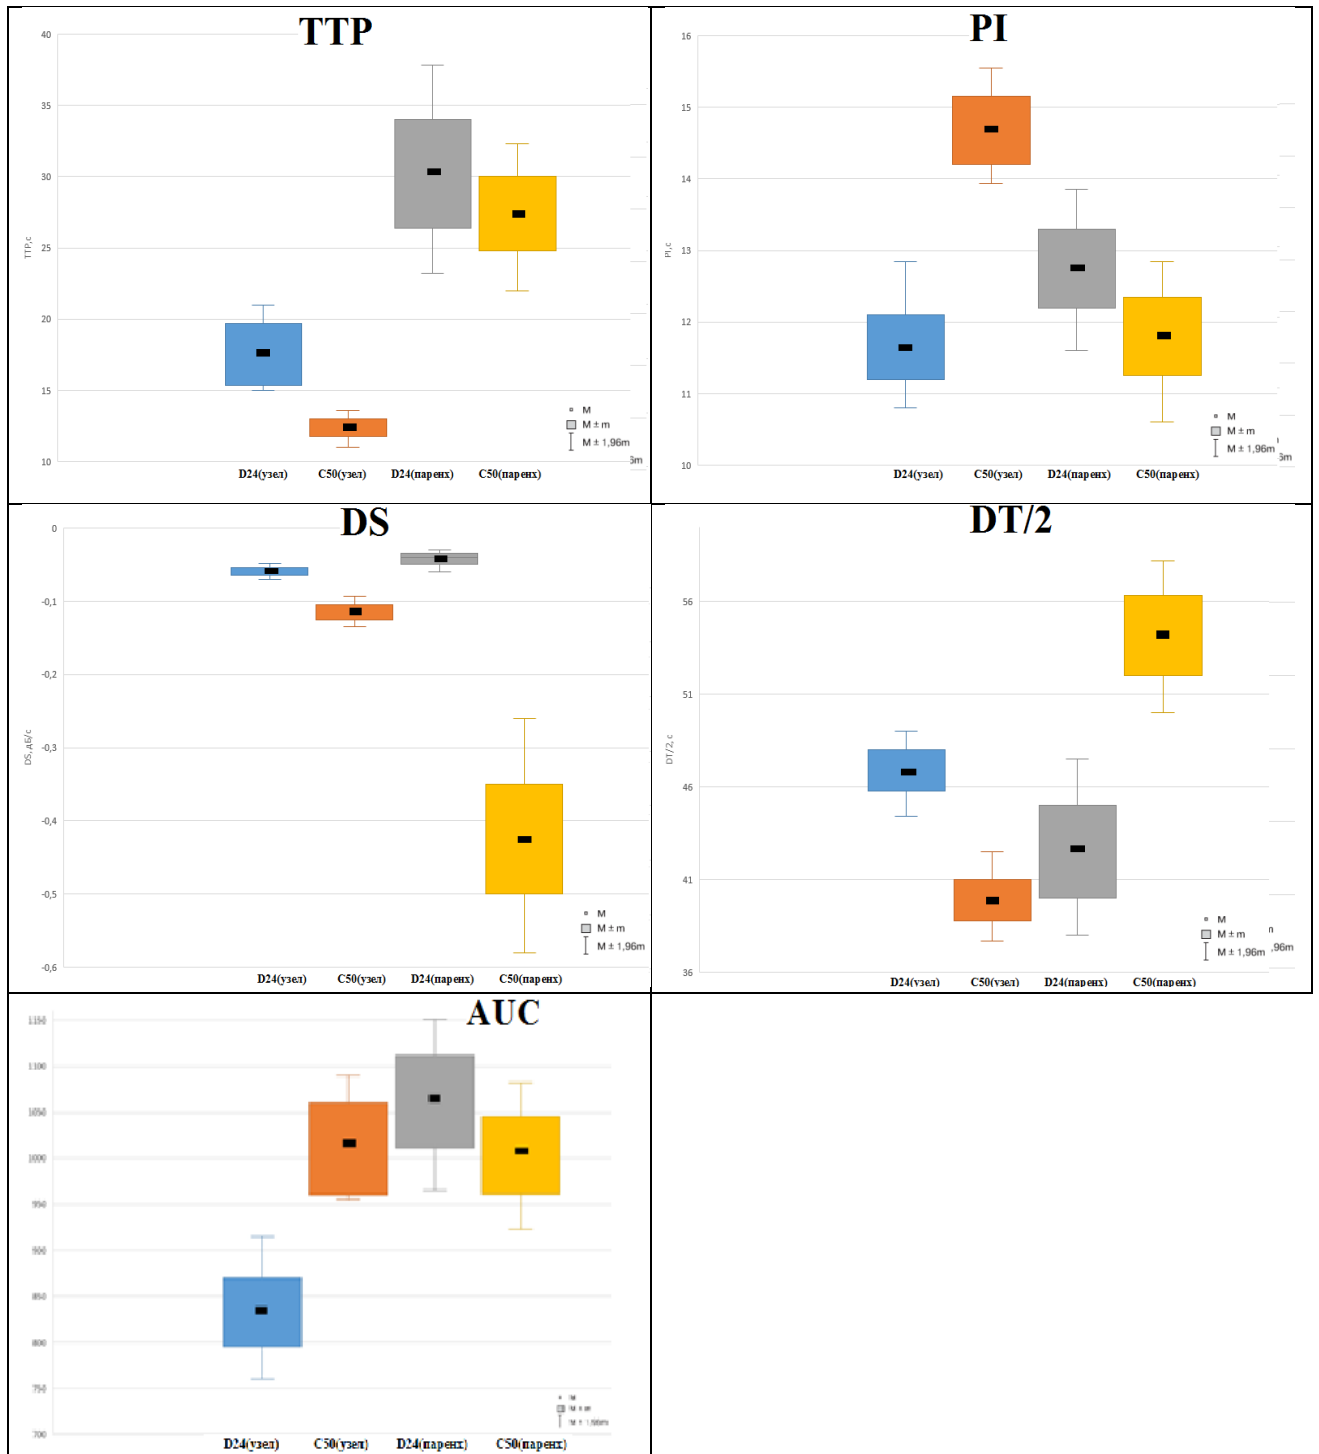 TTP
40
35
30
25
20
15
10
TTP,с
M
M ± m
M ± 1,96m
6m
D24(узел) C50(узел) D24(паренх) C50(паренх)
PI
16
15
14
13
12
11
10
PI,с
M
M ± m
M ± 1,96m
6m
D24(узел) C50(узел) D24(паренх) C50(паренх)
DS
0
-0,1
-0,2
-0,3
-0,4
-0,5
-0,6
DS, дБ/с
M
M ± m
M ± 1,96m
D24(узел) C50(узел) D24(паренх) C50(паренх)
DT/2
56
51
46
41
36
DT/2, с
M
M ± m
M ± 1,96m
,96m
D24(узел) C50(узел) D24(паренх) C50(паренх)
AUC
1150
1100
1050
1000
950
900
850
800
750
700
D24(узел) C50(узел) D24(паренх) C50(паренх)